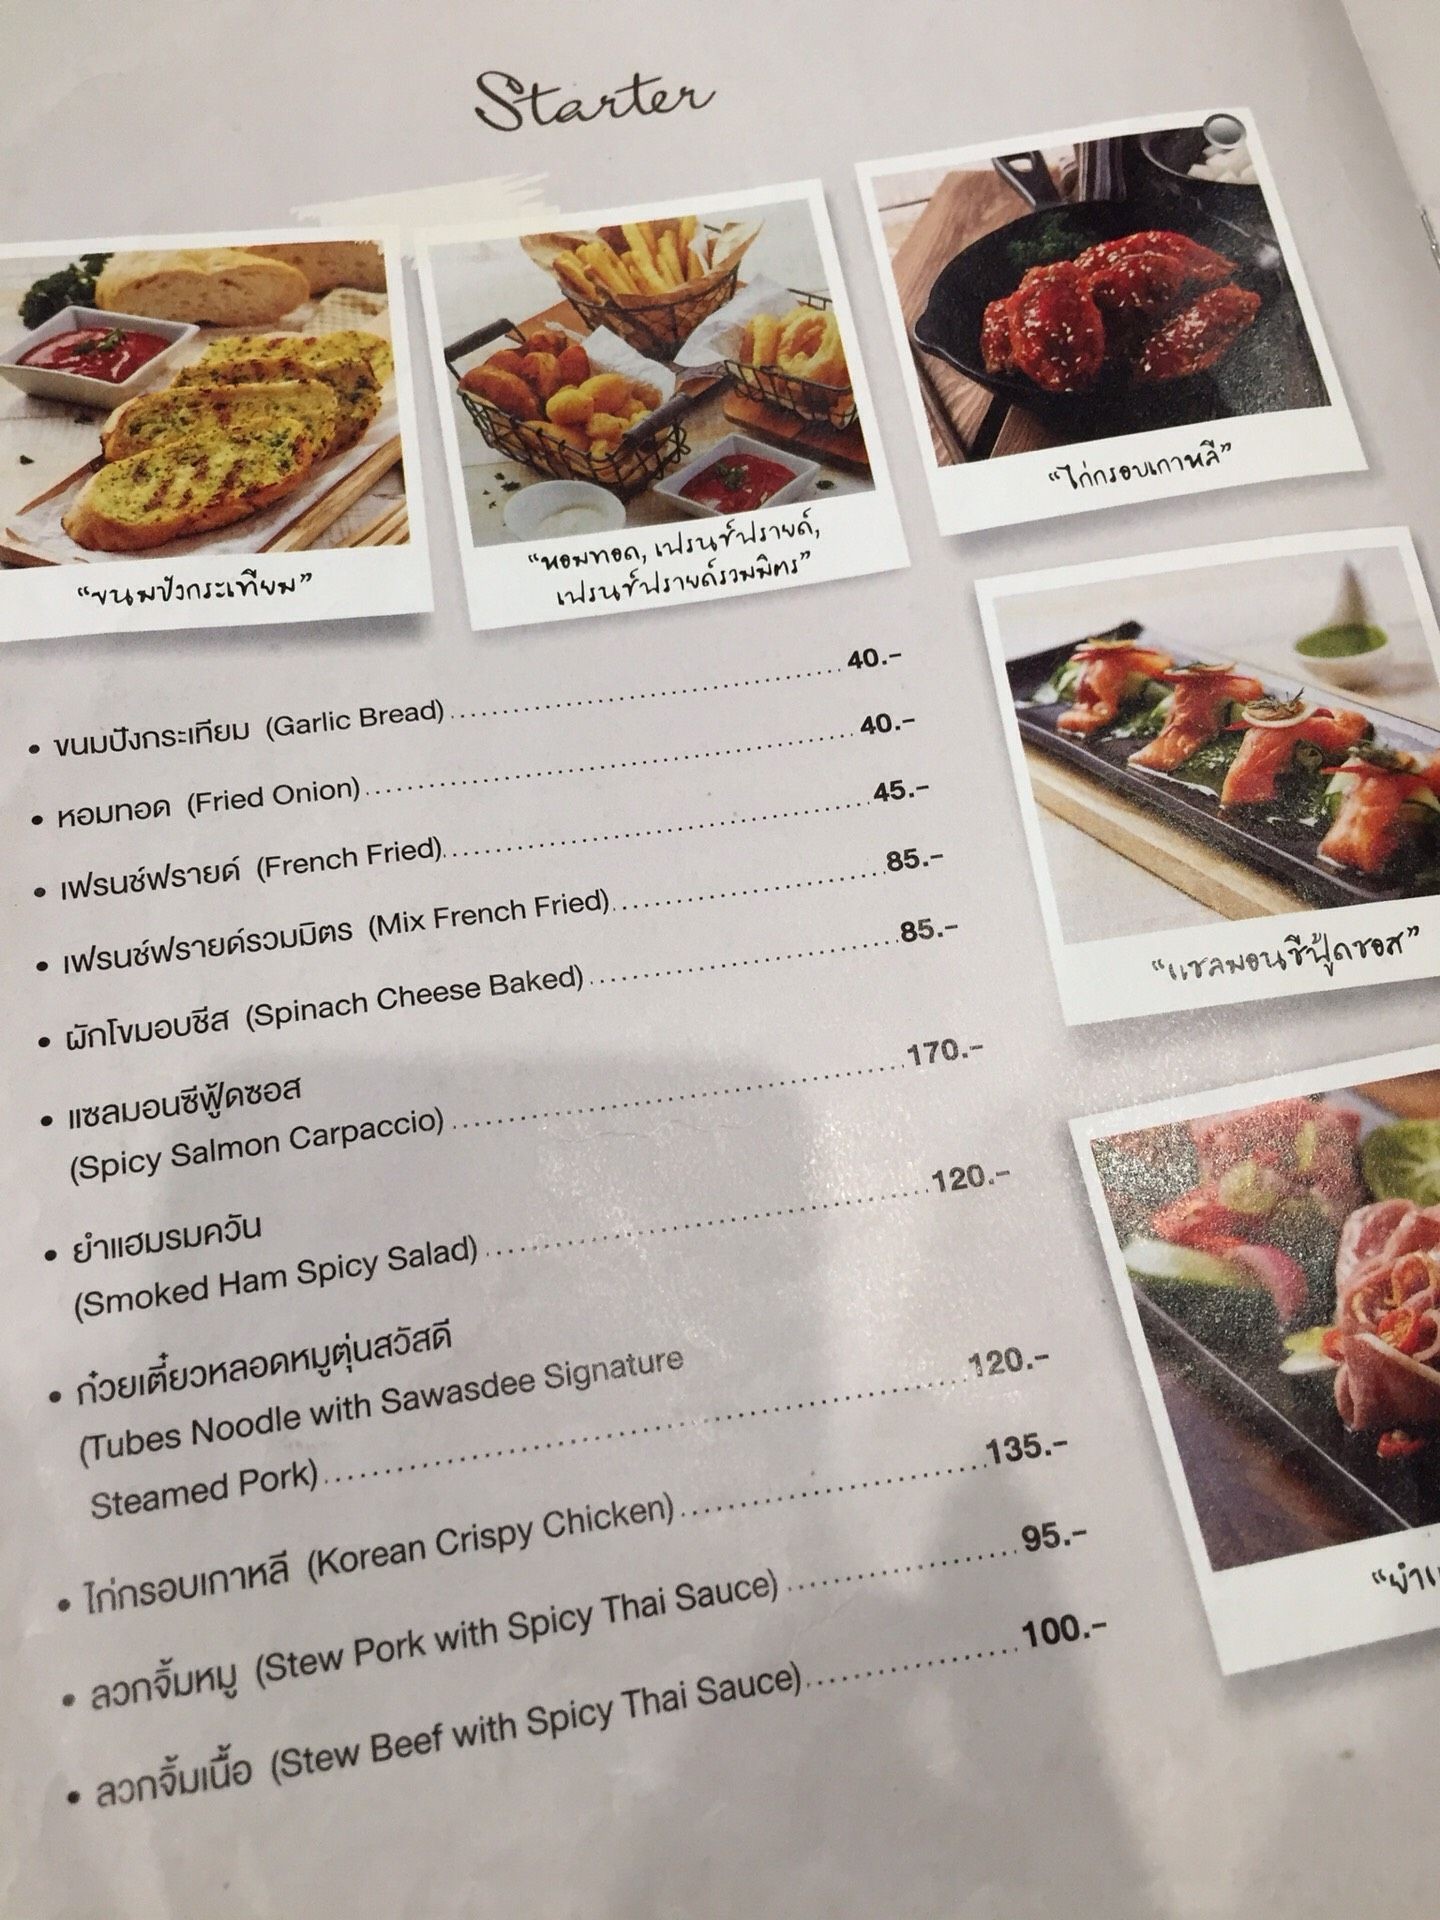 Starter
“ขนมปังกระเทียม”
“หอมทอด, เฟรนช์ฟรายด์,
เฟรนช์ฟรายด์รวมมิตร”
“ไก่กรอบเกาหลี”
“แซลมอนซีฟู้ดซอส”
• ขนมปังกระเทียม (Garlic Bread) 40.-
• หอมทอด (Fried Onion) 40.-
• เฟรนช์ฟรายด์ (French Fried) 45.-
• เฟรนช์ฟรายด์รวมมิตร (Mix French Fried) 85.-
• ผักโขมอบชีส (Spinach Cheese Baked) 85.-
• แซลมอนซีฟู้ดซอส
(Spicy Salmon Carpaccio) 170.-
• ยำแฮมรมควัน
(Smoked Ham Spicy Salad) 120.-
• ก๋วยเตี๋ยวหลอดหมูตุ่นสวัสดี
(Tubes Noodle with Sawasdee Signature
Steamed Pork) 120.-
• ไก่กรอบเกาหลี (Korean Crispy Chicken) 135.-
• ลวกจิ้มหมู (Stew Pork with Spicy Thai Sauce) 95.-
• ลวกจิ้มเนื้อ (Stew Beef with Spicy Thai Sauce) 100.-